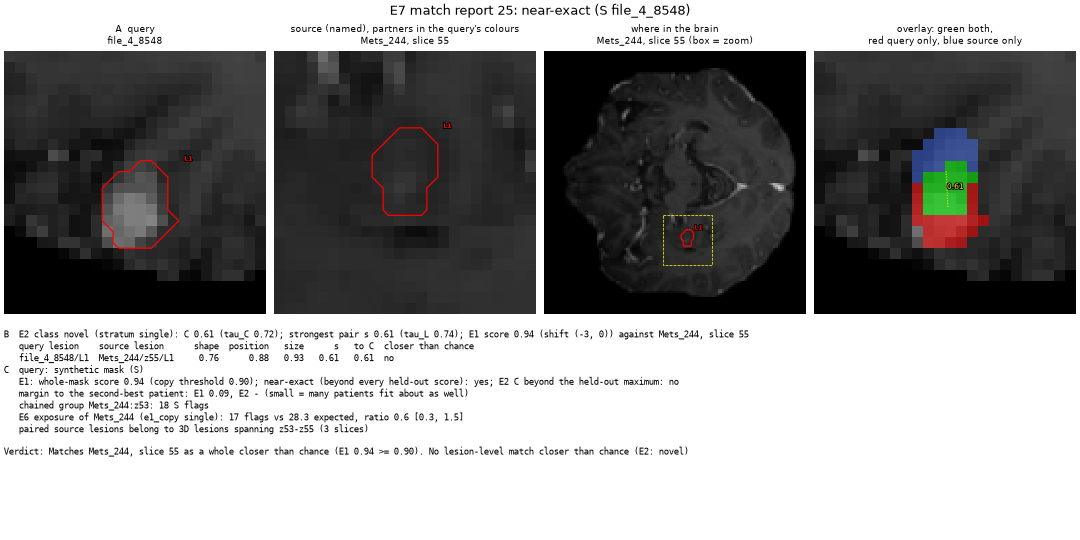 E7 match report 25: near-exact (S file_4_8548)
A  query
file_4_8548
source (named), partners in the query's colours
Mets_244, slice 55
where in the brain
Mets_244, slice 55 (box = zoom)
overlay: green both,
red query only, blue source only
L1
E1
L1
0.61
B  E2 class novel (stratum single): C 0.61 (tau_C 0.72); strongest pair s 0.61 (tau_L 0.74); E1 score 0.94 (shift (-3, 0)) against Mets_244, slice 55
query lesion    source lesion    shape  position   size      s   to C  closer than chance
file_4_8548/L1  Mets_244/z55/L1     0.76      0.88   0.93   0.61   0.61  no
C  query: synthetic mask (S)
E1: whole-mask score 0.94 (copy threshold 0.90); near-exact (beyond every held-out score): yes; E2 C beyond the held-out maximum: no
margin to the second-best patient: E1 0.09, E2 - (small = many patients fit about as well)
chained group Mets_244:z53: 18 S flags
E6 exposure of Mets_244 (e1_copy single): 17 flags vs 28.3 expected, ratio 0.6 [0.3, 1.5]
paired source lesions belong to 3D lesions spanning z53-z55 (3 slices)
Verdict: Matches Mets_244, slice 55 as a whole closer than chance (E1 0.94 >= 0.90). No lesion-level match closer than chance (E2: novel)